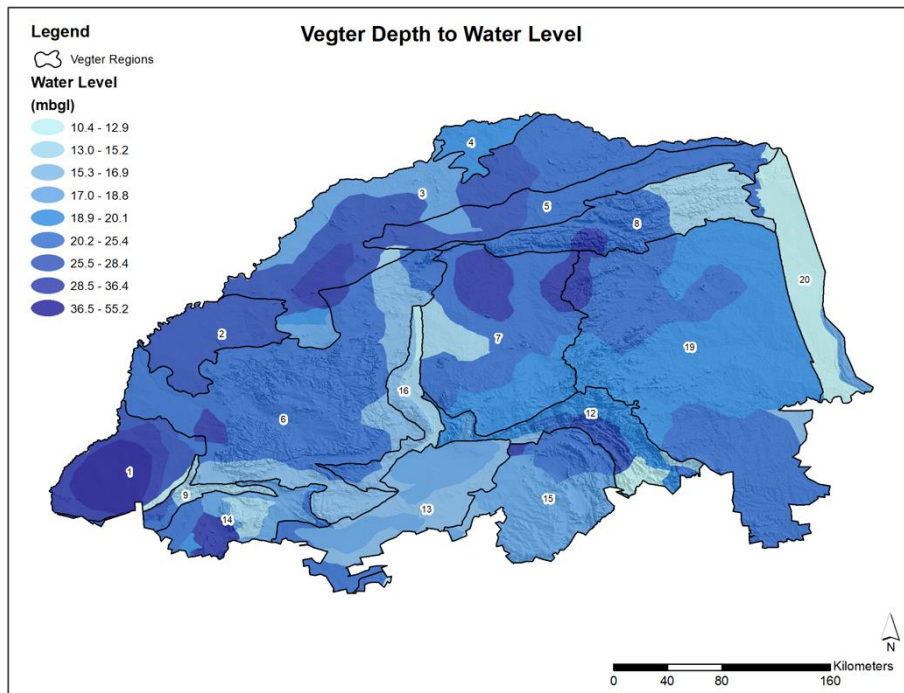 Vegter Depth to Water Level
Legend
Vegter Regions
Water Level
(mbgl)
10.4 - 12.9
13.0 - 15.2
15.3 - 16.9
17.0 - 18.8
18.9 - 20.1
20.2 - 25.4
25.5 - 28.4
28.5 - 36.4
36.5 - 55.2
4
3
5
8
20
2
7
19
16
12
6
1
9
15
13
14
N
Kilometers
0 40 80 160